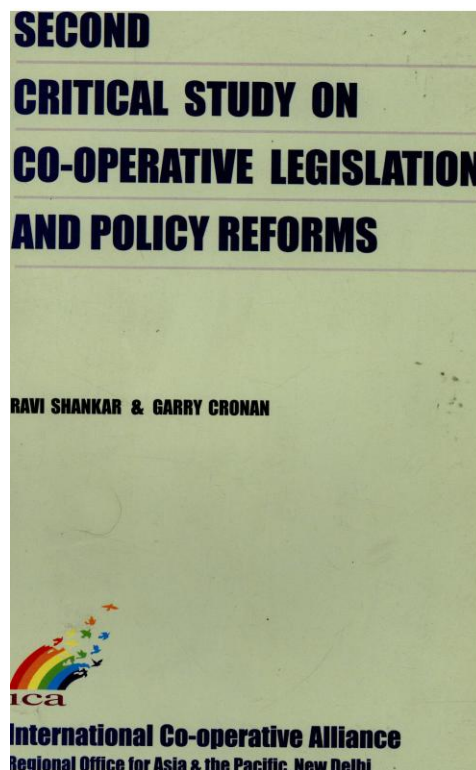 SECOND
CRITICAL STUDY ON
CO-OPERATIVE LEGISLATION
AND POLICY REFORMS
RAVI SHANKAR & GARRY CRONAN
ica
International Co-operative Alliance
Regional Office for Asia & the Pacific, New Delhi